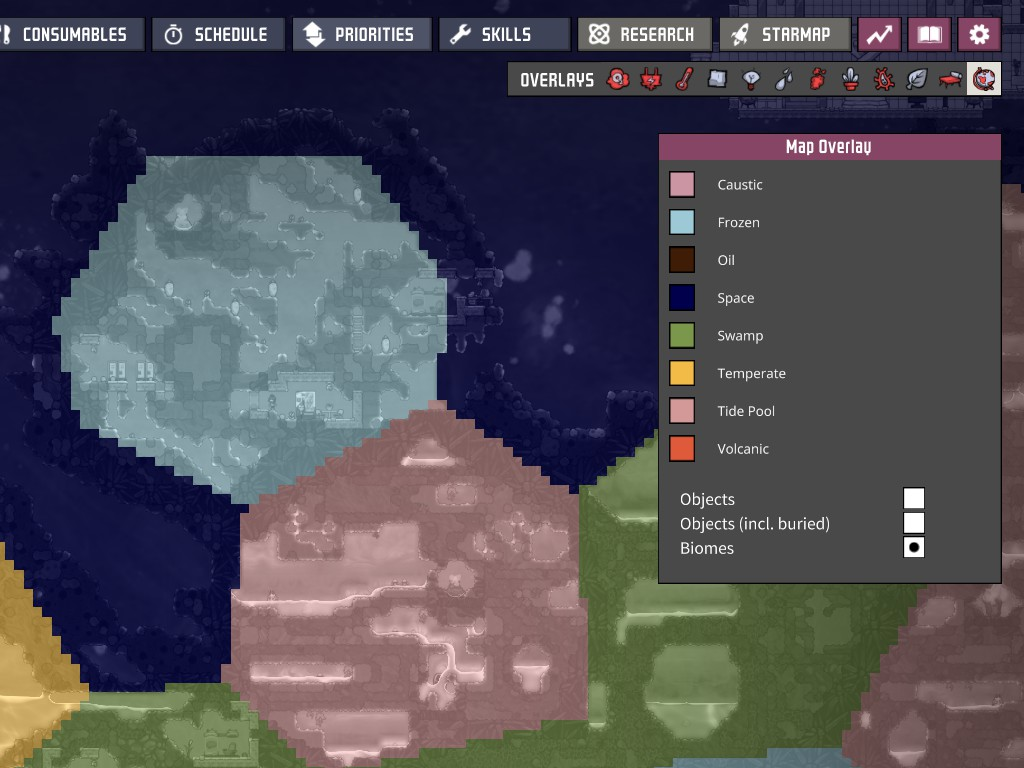 CONSUMABLES
SCHEDULE
PRIORITIES
SKILLS
RESEARCH
STARMAP
OVERLAYS
Map Overlay
Caustic
Frozen
Oil
Space
Swamp
Temperate
Tide Pool
Volcanic
Objects
Objects (incl. buried)
Biomes